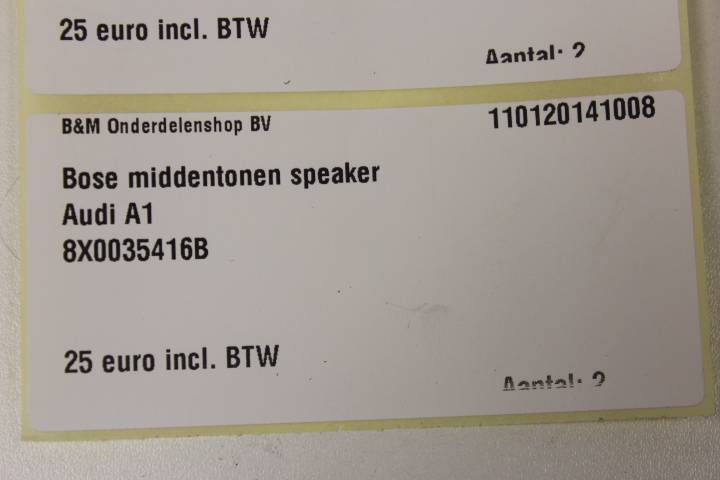 25 euro incl. BTW
Aantal: 2
B&M Onderdelenshop BV 110120141008
Bose middentonen speaker
Audi A1
8X0035416B
25 euro incl. BTW
Aantal: 2